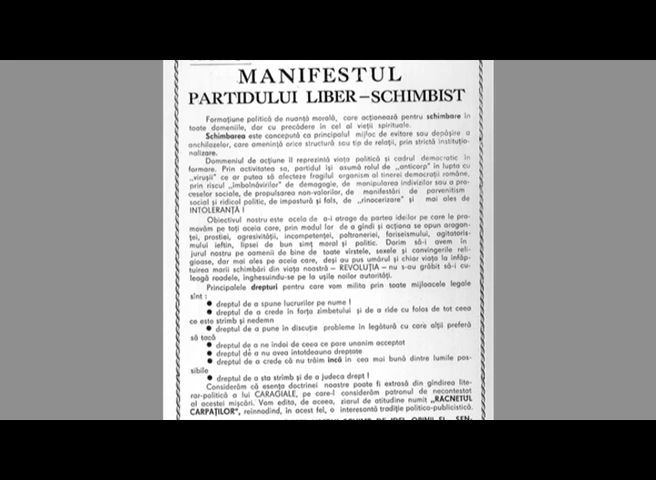 MANIFESTUL
PARTIDULUI LIBER–SCHIMBIST
Formațiune politică de nuanță morală, care acționează pentru schimbare în
toate domeniile, dar cu precădere în cel al vieții spirituale.
Schimbarea este concepută ca principalul mijloc de evitare sau depășire a
anchilozelor, care amenință orice structură sau tip de relații, prin strictă instituțio-
nalizare.
Dommeniul de acțiune îl reprezintă viața politică și cadrul democratic în
formare. Prin activitatea sa, partidul își asumă rolul de „anticorp" în lupta cu
„virușii" ce ar putea să afecteze fragilul organism al tinerei democrații române,
prin riscul „îmbolnăvirilor" de demagogie, de manipularea indivizilor sau a pro-
ceselor sociale, de propulsarea non-valorilor, de manifestări de parvenitism
social și ridicol politic, de impostură și fals, de „rinocerizare" și mai ales de
INTOLERANȚĂ !
Obiectivul nostru este acela de a-i atrage de partea ideilor pe care le pro-
movăm pe toți aceia care, prin modul lor de a gîndi și acționa se opun arogan-
ței, prostiei, agresivității, incompetenței, poltroneriei, fariseismului, agitatoris-
mului ieftin, lipsei de bun simț moral și politic. Dorim să-i avem în
jurul nostru pe oamenii de bine de toate vîrstele, sexele și convingerile reli-
gioase, dar mai ales pe aceia care, deși au pus umărul și chiar viața la înfăp-
tuirea marii schimbări din viața noastră – REVOLUȚIA – nu s-au grăbit să-i cu-
leagă roadele, înghesuindu-se pe la ușile noilor autorități.
Principalele drepturi pentru care vom milita prin toate mijloacele legale
sînt :
● dreptul de a spune lucrurilor pe nume !
● dreptul de a crede în forța zîmbetului și de a rîde cu folos de tot ceea
ce este strîmb și nedemn
● dreptul de a pune în discuție probleme în legătură cu care alții preferă
să tacă
● dreptul de a ne îndoi de ceea ce pare unanim acceptat
● dreptul de a nu avea întotdeauna dreptate
● dreptul de a crede că nu trăim încă în cea mai bună dintre lumile pos-
sibile
● dreptul de a sta strîmb și de a judeca drept !
Considerăm că esența doctrinei noastre poate fi extrasă din gîndirea lite-
rar-politică a lui CARAGIALE, pe care-l considerăm patronul de necontestat
al acestei mișcări. Vom edita, de aceea, ziarul de atitudine numit „RACNETUL
CARPAȚILOR", reînnodînd, în acest fel, o interesantă tradiție politico-publicistică.